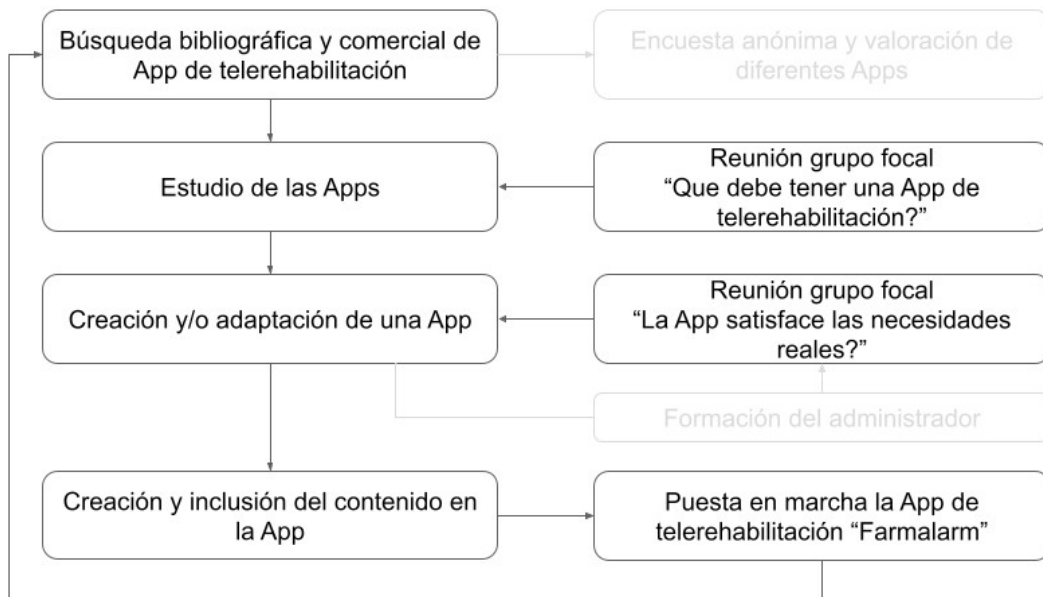 Búsqueda bibliográfica y comercial de
App de telerehabilitación
Encuesta anónima y valoración de
diferentes Apps
Estudio de las Apps
Reunión grupo focal
“Que debe tener una App de
telerehabilitación?”
Creación y/o adaptación de una App
Reunión grupo focal
“La App satisface las necesidades
reales?”
Formación del administrador
Creación y inclusión del contenido en
la App
Puesta en marcha la App de
telerehabilitación “Farmalarm”